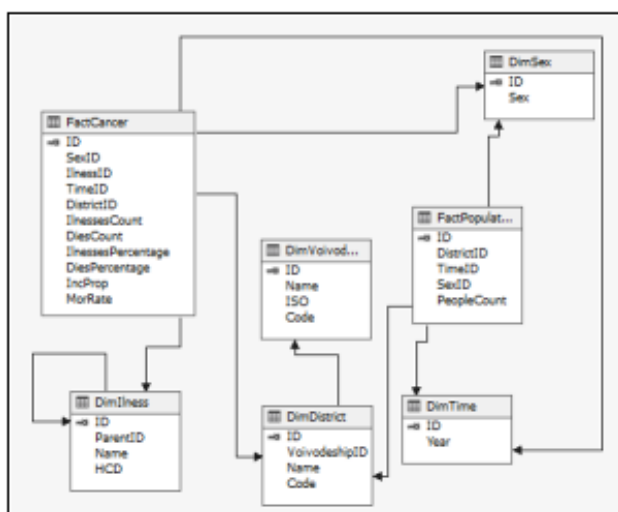 FactCancer
ID
SexID
IlnessID
TimeID
DistrictID
IlnessesCount
DiesCount
IlnessesPercentage
DiesPercentage
IncProp
MorRate
DimSex
ID
Sex
FactPopulat...
ID
DistrictID
TimeID
SexID
PeopleCount
DimVoivod...
ID
Name
ISO
Code
DimIlness
ID
ParentID
Name
HCD
DimDistrict
ID
VoivodeshipID
Name
Code
DimTime
ID
Year